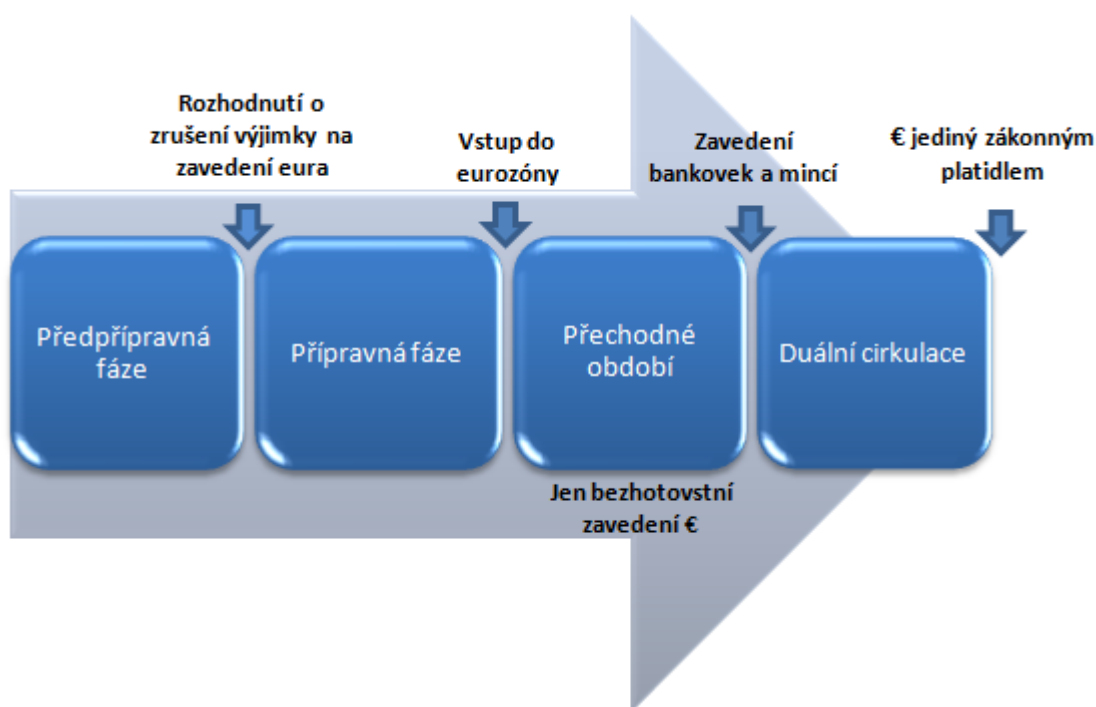 Rozhodnutí o
zrušení výjimky na
zavedení eura
Vstup do
eurozóny
Zavedení
bankovek a mincí
€ jediný zákonným
platidlem
Předpřípravná
fáze
Přípravná fáze
Přechodné
období
Duální cirkulace
Jen bezhotovstní
zavedení €